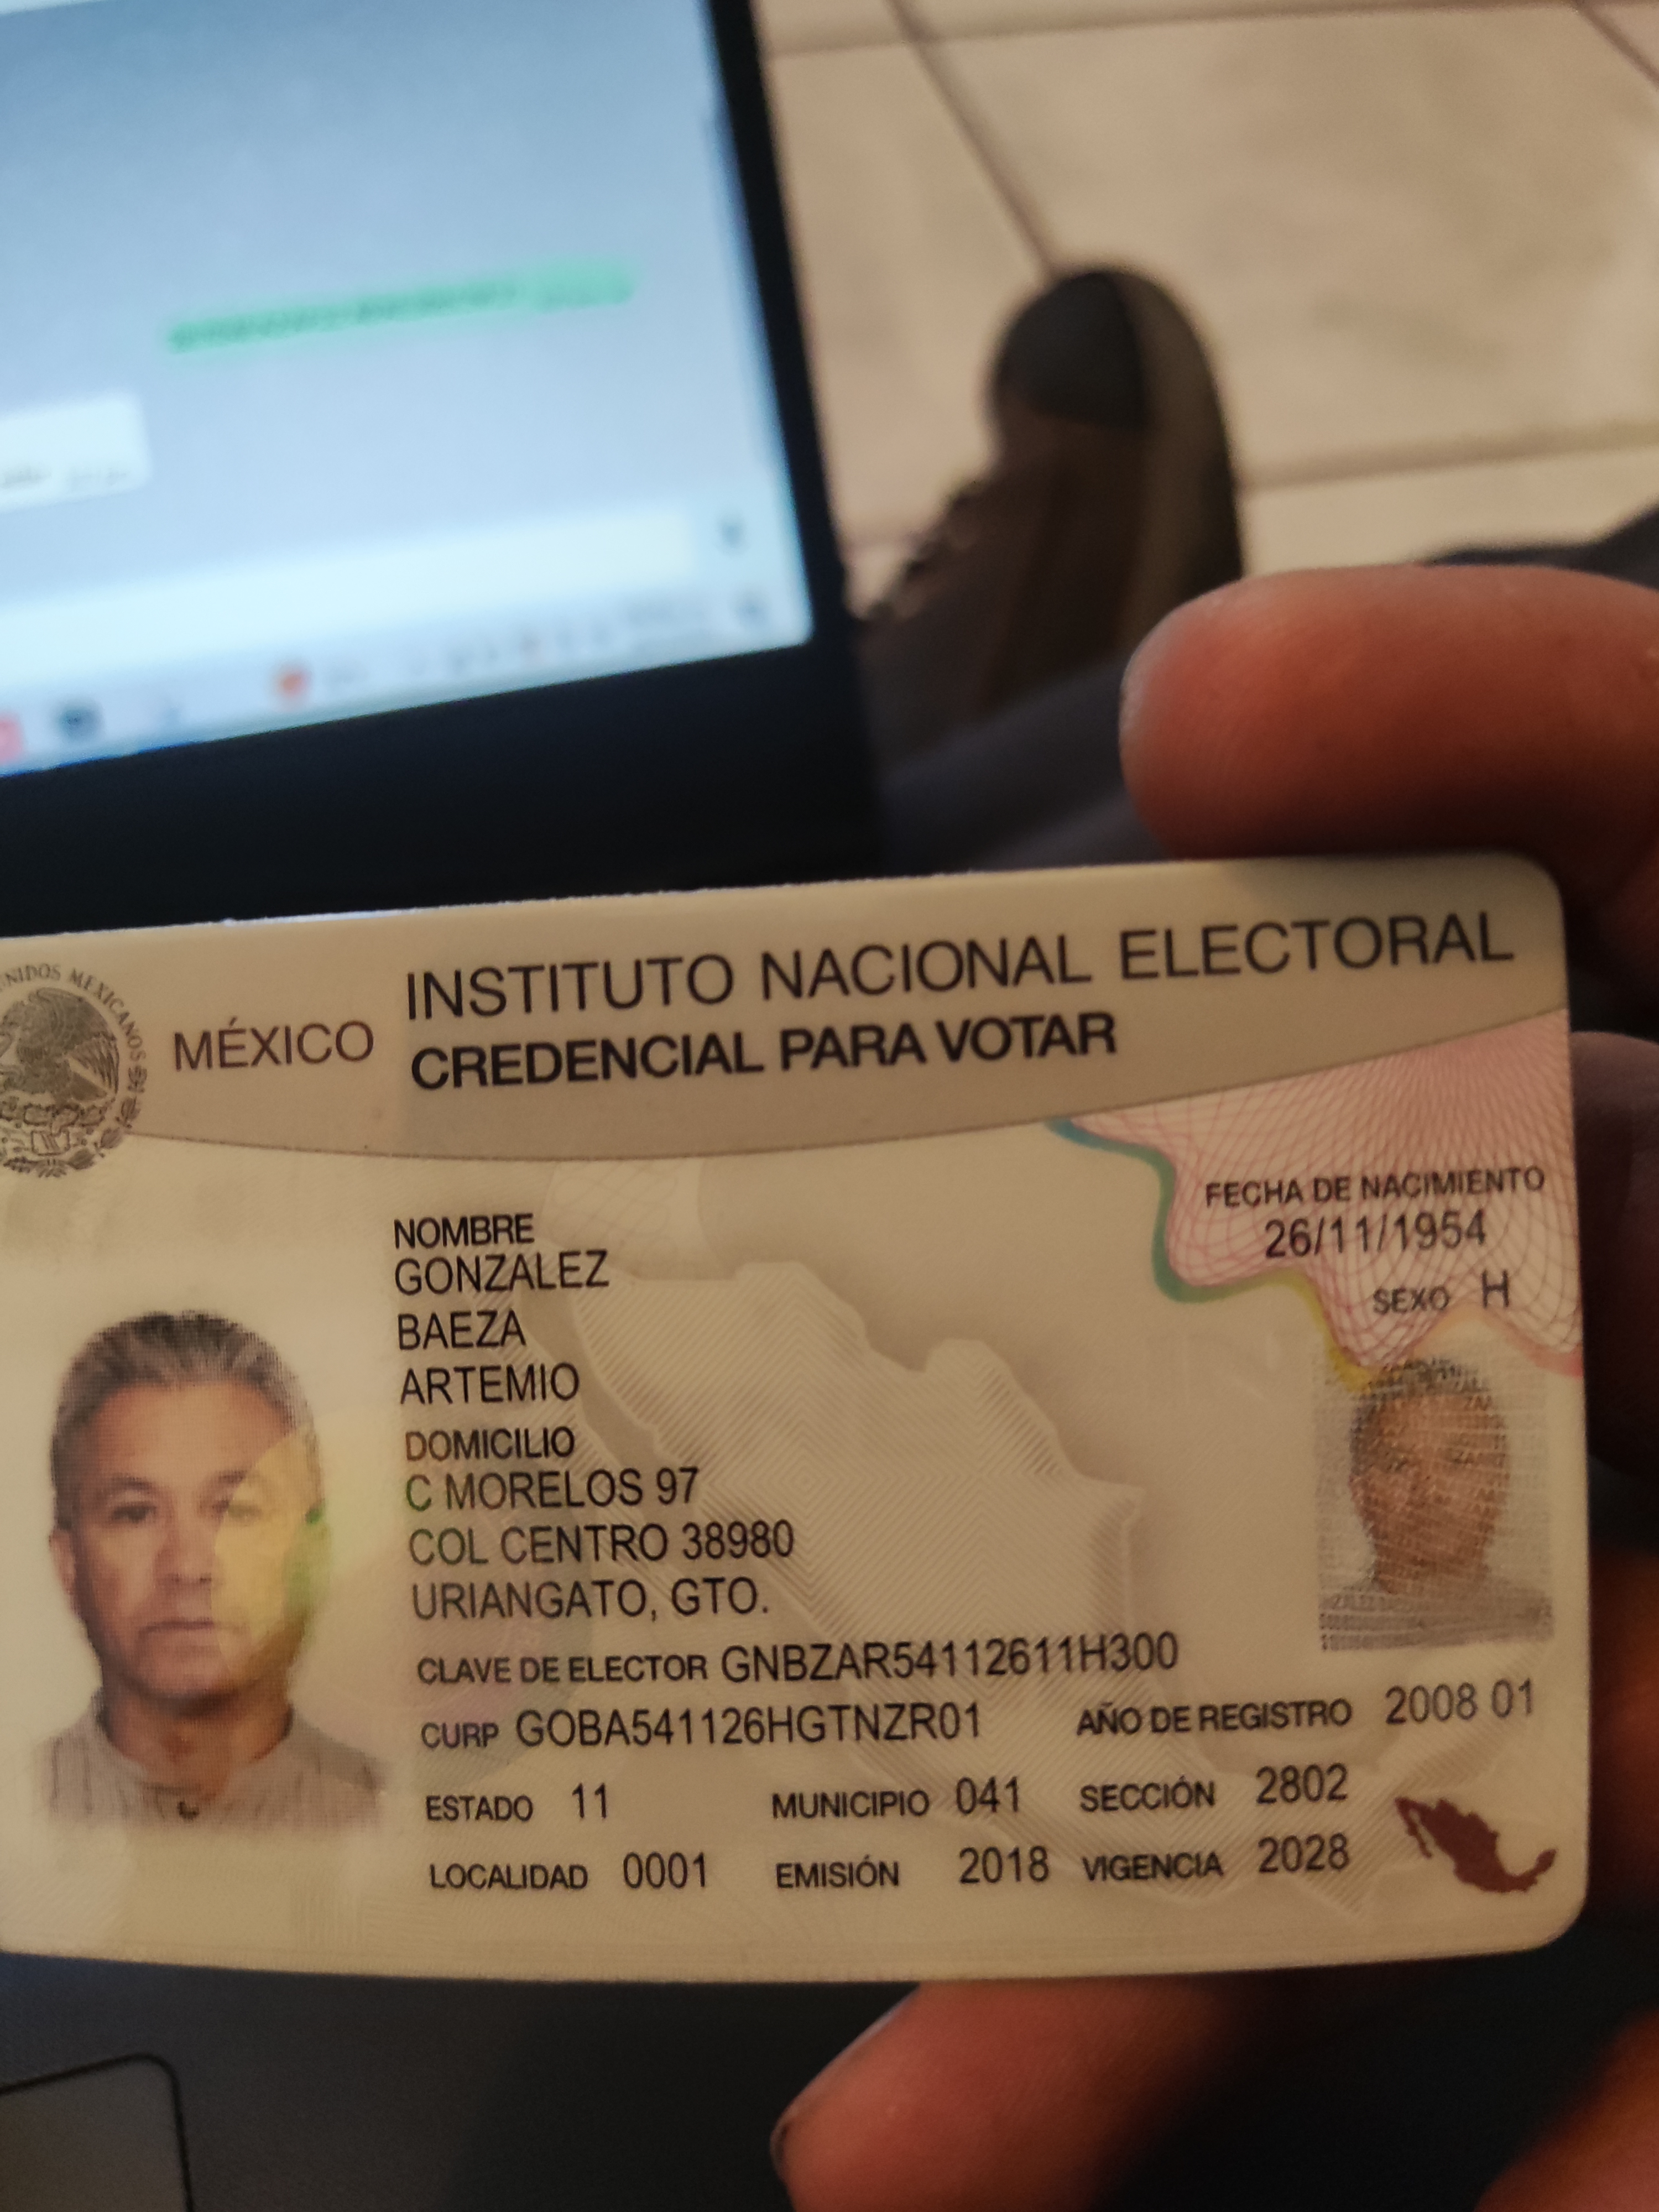 UNIDOS MEXICANOS
MÉXICO
INSTITUTO NACIONAL ELECTORAL
CREDENCIAL PARA VOTAR
FECHA DE NACIMIENTO
26/11/1954
SEXO H
NOMBRE
GONZALEZ
BAEZA
ARTEMIO
DOMICILIO
C MORELOS 97
COL CENTRO 38980
URIANGATO, GTO.
CLAVE DE ELECTOR GNBZAR54112611H300
CURP GOBA541126HGTNZR01 AÑO DE REGISTRO 2008 01
ESTADO 11 MUNICIPIO 041 SECCIÓN 2802
LOCALIDAD 0001 EMISIÓN 2018 VIGENCIA 2028